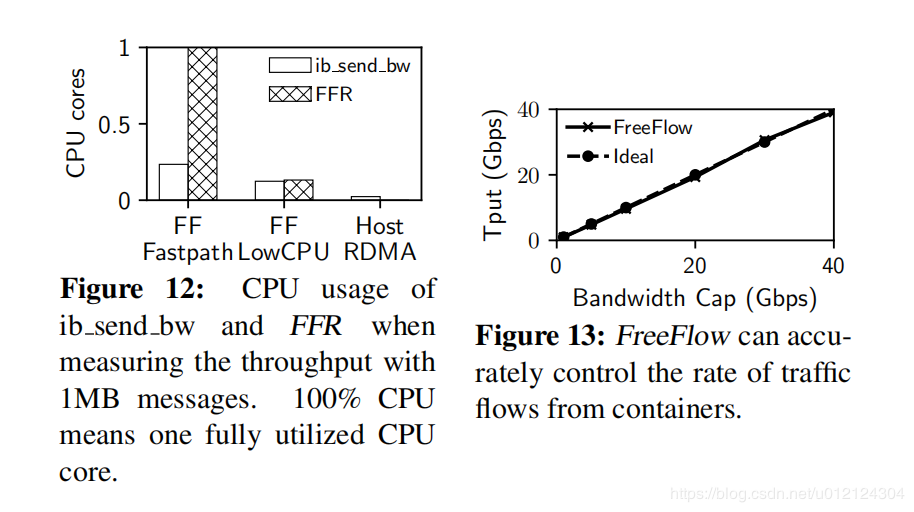 1
0.5
0
CPU cores
ib_send_bw
FFR
FF
Fastpath
FF
LowCPU
Host
RDMA
Figure 12: CPU usage of
ib_send_bw and FFR when
measuring the throughput with
1MB messages. 100% CPU
means one fully utilized CPU
core.
40
20
0
Tput (Gbps)
FreeFlow
Ideal
0 20 40
Bandwidth Cap (Gbps)
Figure 13: FreeFlow can accu-
rately control the rate of traffic
flows from containers.
https://blog.csdn.net/u012124304